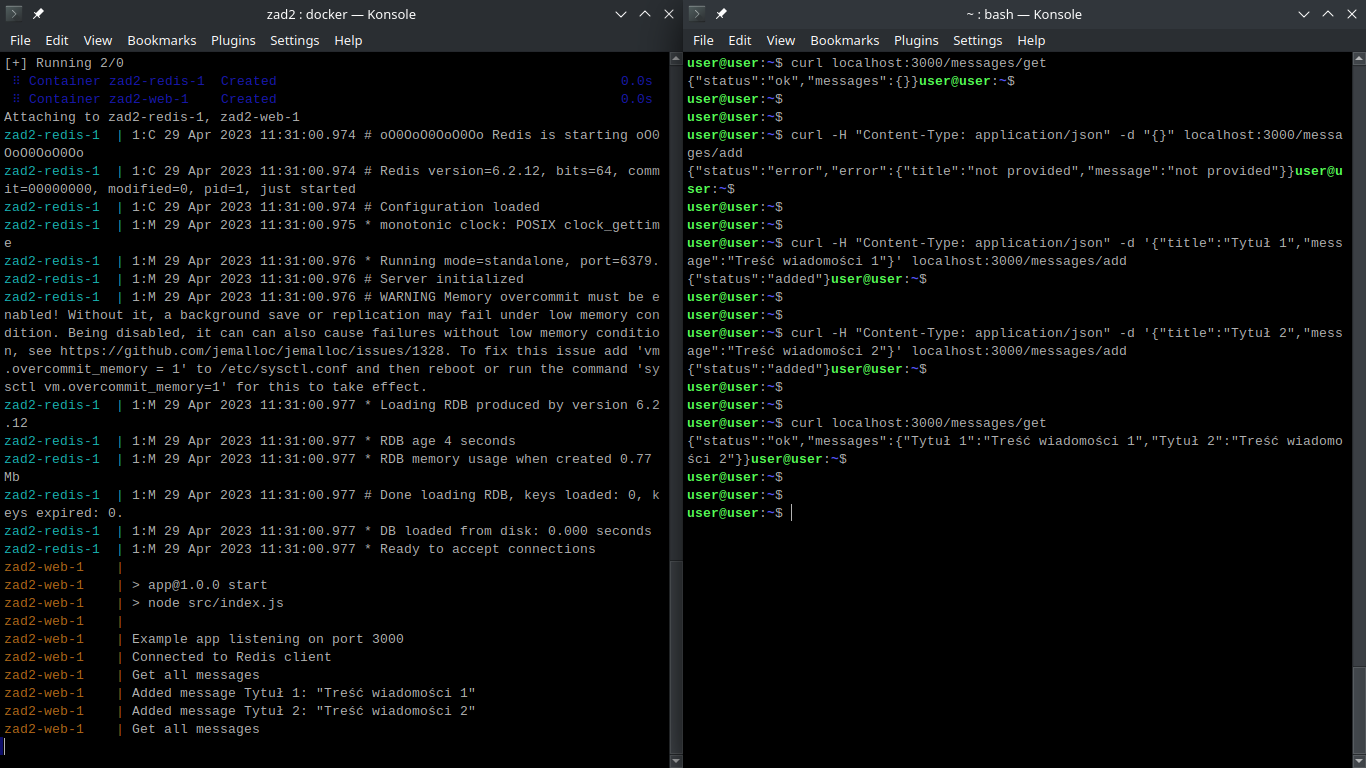 zad2 : docker — Konsole
File Edit View Bookmarks Plugins Settings Help
[+] Running 2/0
⠿ Container zad2-redis-1  Created 0.0s
⠿ Container zad2-web-1    Created 0.0s
Attaching to zad2-redis-1, zad2-web-1
zad2-redis-1  | 1:C 29 Apr 2023 11:31:00.974 # oO0OoO0OoO0Oo Redis is starting oO0
OoO0OoO0Oo
zad2-redis-1  | 1:C 29 Apr 2023 11:31:00.974 # Redis version=6.2.12, bits=64, comm
it=00000000, modified=0, pid=1, just started
zad2-redis-1  | 1:C 29 Apr 2023 11:31:00.974 # Configuration loaded
zad2-redis-1  | 1:M 29 Apr 2023 11:31:00.975 * monotonic clock: POSIX clock_gettim
e
zad2-redis-1  | 1:M 29 Apr 2023 11:31:00.976 * Running mode=standalone, port=6379.
zad2-redis-1  | 1:M 29 Apr 2023 11:31:00.976 # Server initialized
zad2-redis-1  | 1:M 29 Apr 2023 11:31:00.976 # WARNING Memory overcommit must be e
nabled! Without it, a background save or replication may fail under low memory con
dition. Being disabled, it can can also cause failures without low memory conditio
n, see https://github.com/jemalloc/jemalloc/issues/1328. To fix this issue add 'vm
.overcommit_memory = 1' to /etc/sysctl.conf and then reboot or run the command 'sy
sctl vm.overcommit_memory=1' for this to take effect.
zad2-redis-1  | 1:M 29 Apr 2023 11:31:00.977 * Loading RDB produced by version 6.2
.12
zad2-redis-1  | 1:M 29 Apr 2023 11:31:00.977 * RDB age 4 seconds
zad2-redis-1  | 1:M 29 Apr 2023 11:31:00.977 * RDB memory usage when created 0.77
Mb
zad2-redis-1  | 1:M 29 Apr 2023 11:31:00.977 # Done loading RDB, keys loaded: 0, k
eys expired: 0.
zad2-redis-1  | 1:M 29 Apr 2023 11:31:00.977 * DB loaded from disk: 0.000 seconds
zad2-redis-1  | 1:M 29 Apr 2023 11:31:00.977 * Ready to accept connections
zad2-web-1    |
zad2-web-1    | > app@1.0.0 start
zad2-web-1    | > node src/index.js
zad2-web-1    |
zad2-web-1    | Example app listening on port 3000
zad2-web-1    | Connected to Redis client
zad2-web-1    | Get all messages
zad2-web-1    | Added message Tytuł 1: "Treść wiadomości 1"
zad2-web-1    | Added message Tytuł 2: "Treść wiadomości 2"
zad2-web-1    | Get all messages
~ : bash — Konsole
File Edit View Bookmarks Plugins Settings Help
user@user:~$ curl localhost:3000/messages/get
{"status":"ok","messages":{}}user@user:~$
user@user:~$
user@user:~$
user@user:~$ curl -H "Content-Type: application/json" -d "{}" localhost:3000/messa
ges/add
{"status":"error","error":{"title":"not provided","message":"not provided"}}user@u
ser:~$
user@user:~$
user@user:~$
user@user:~$ curl -H "Content-Type: application/json" -d '{"title":"Tytuł 1","mess
age":"Treść wiadomości 1"}' localhost:3000/messages/add
{"status":"added"}user@user:~$
user@user:~$
user@user:~$
user@user:~$ curl -H "Content-Type: application/json" -d '{"title":"Tytuł 2","mess
age":"Treść wiadomości 2"}' localhost:3000/messages/add
{"status":"added"}user@user:~$
user@user:~$
user@user:~$
user@user:~$ curl localhost:3000/messages/get
{"status":"ok","messages":{"Tytuł 1":"Treść wiadomości 1","Tytuł 2":"Treść wiadomo
ści 2"}}user@user:~$
user@user:~$
user@user:~$
user@user:~$